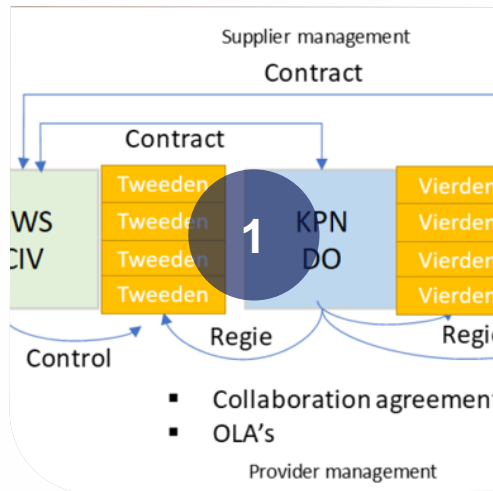 Supplier management
Contract
Contract
Tweeden
Tweeden
Tweeden
Tweeden
WS
CIV
1
KPN
DO
Vierden
Vierden
Vierden
Vierden
Control
Regie
Regie
▪ Collaboration agreement
▪ OLA's
Provider management